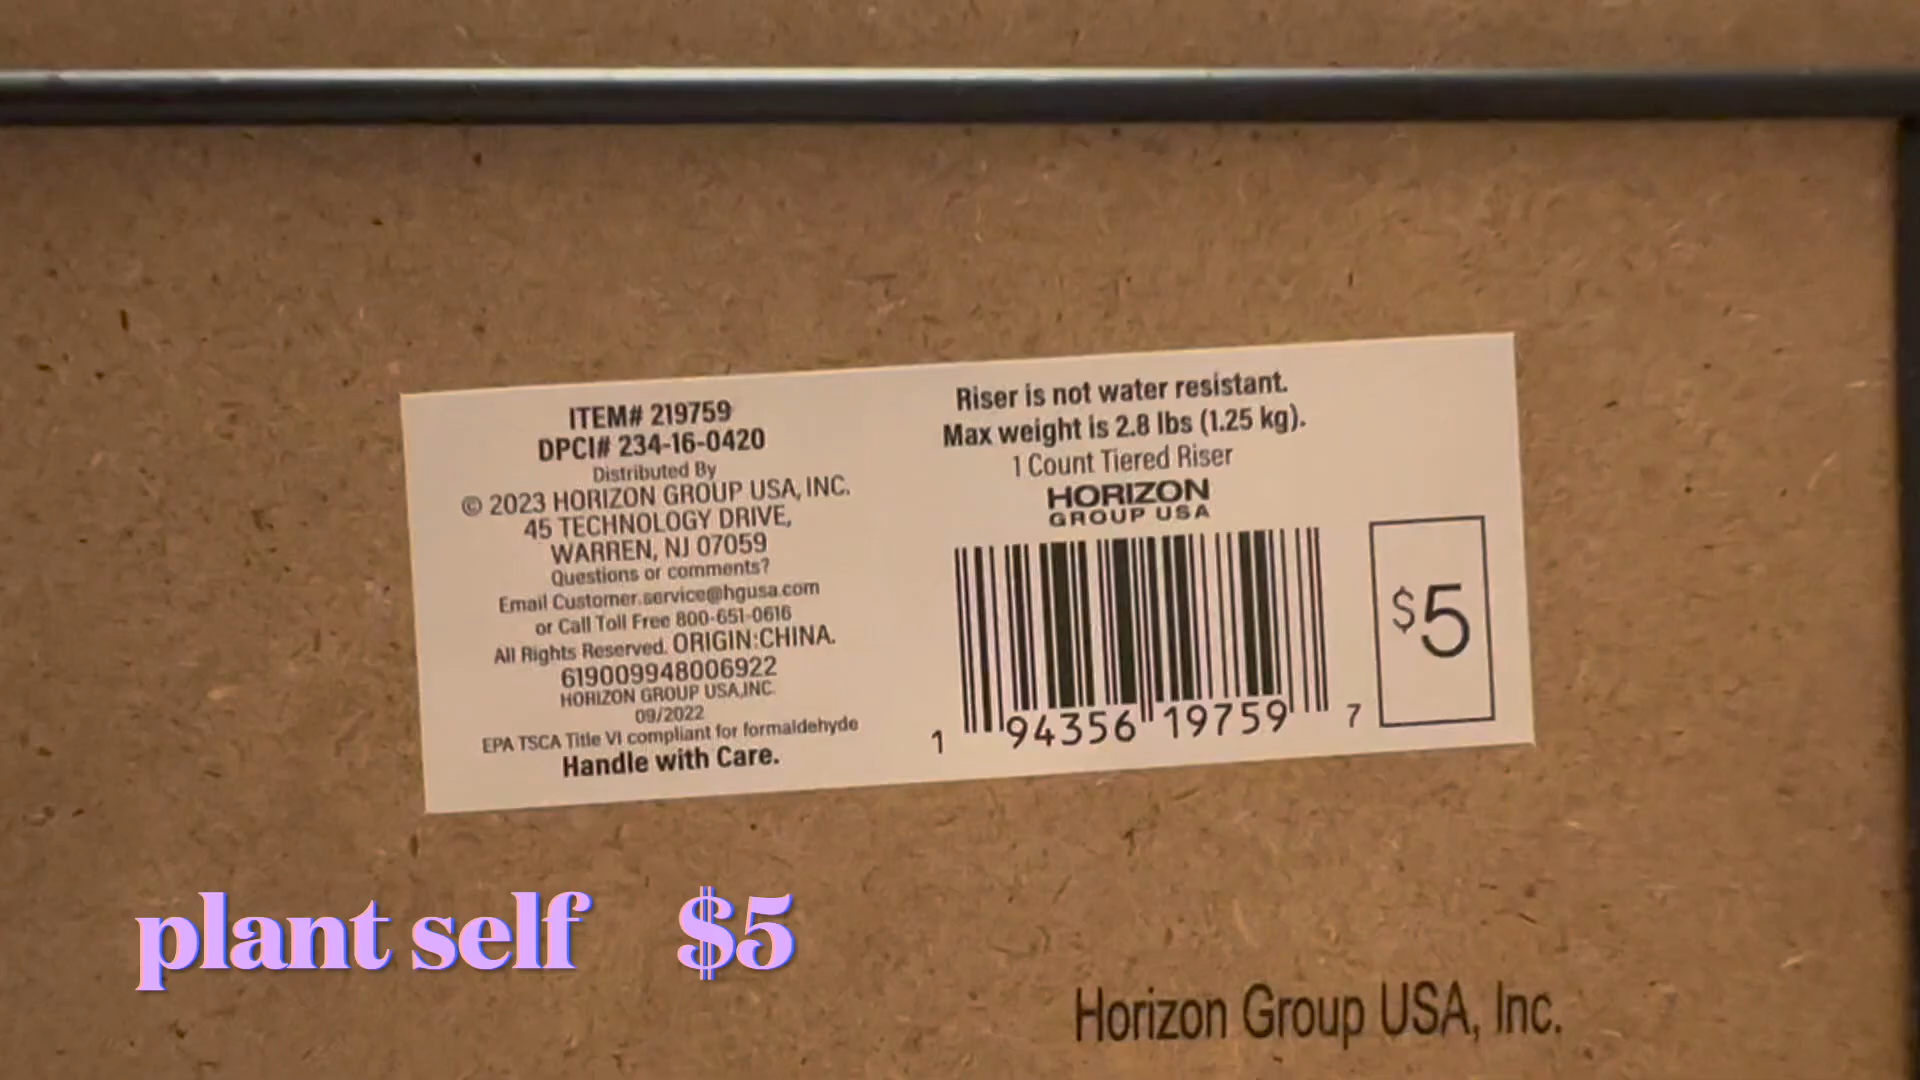 ITEM# 219759
DPCI# 234-16-0420
Distributed By
© 2023 HORIZON GROUP USA, INC.
45 TECHNOLOGY DRIVE,
WARREN, NJ 07059
Questions or comments?
Email Customer.service@hgusa.com
or Call Toll Free 800-651-0616
All Rights Reserved. ORIGIN:CHINA.
619009948006922
HORIZON GROUP USA,INC.
09/2022
EPA TSCA Title VI compliant for formaldehyde
Handle with Care.
Riser is not water resistant.
Max weight is 2.8 lbs (1.25 kg).
1 Count Tiered Riser
HORIZON
GROUP USA
1 94356 19759 7
$5
plant self $5
Horizon Group USA, Inc.